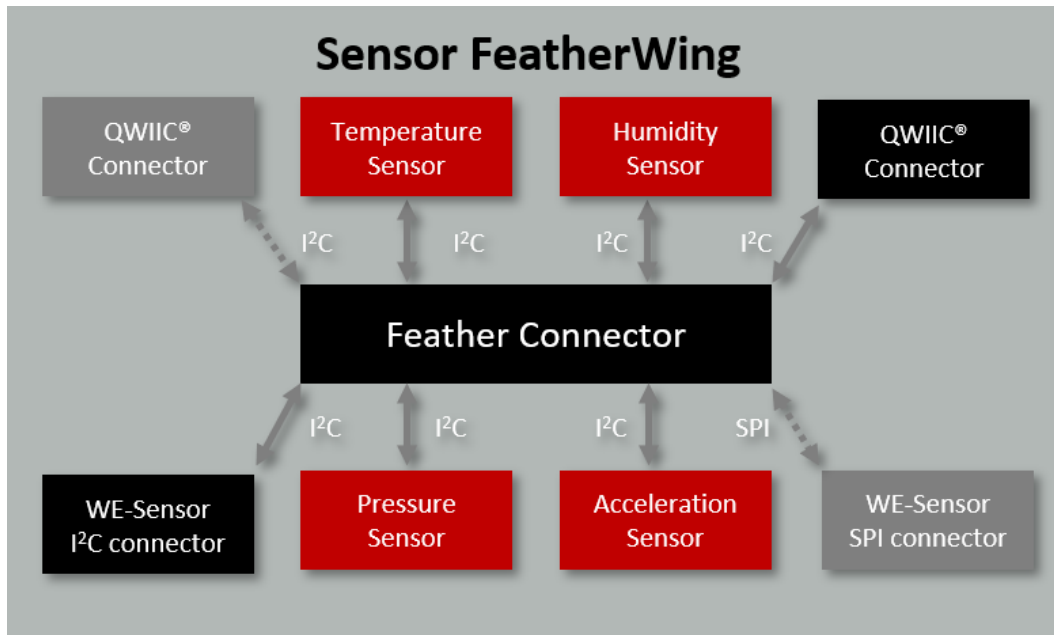 Sensor FeatherWing
QWIIC®
Connector
Temperature
Sensor
Humidity
Sensor
QWIIC®
Connector
I²C
I²C
I²C
I²C
Feather Connector
I²C
I²C
I²C
SPI
WE-Sensor
I²C connector
Pressure
Sensor
Acceleration
Sensor
WE-Sensor
SPI connector